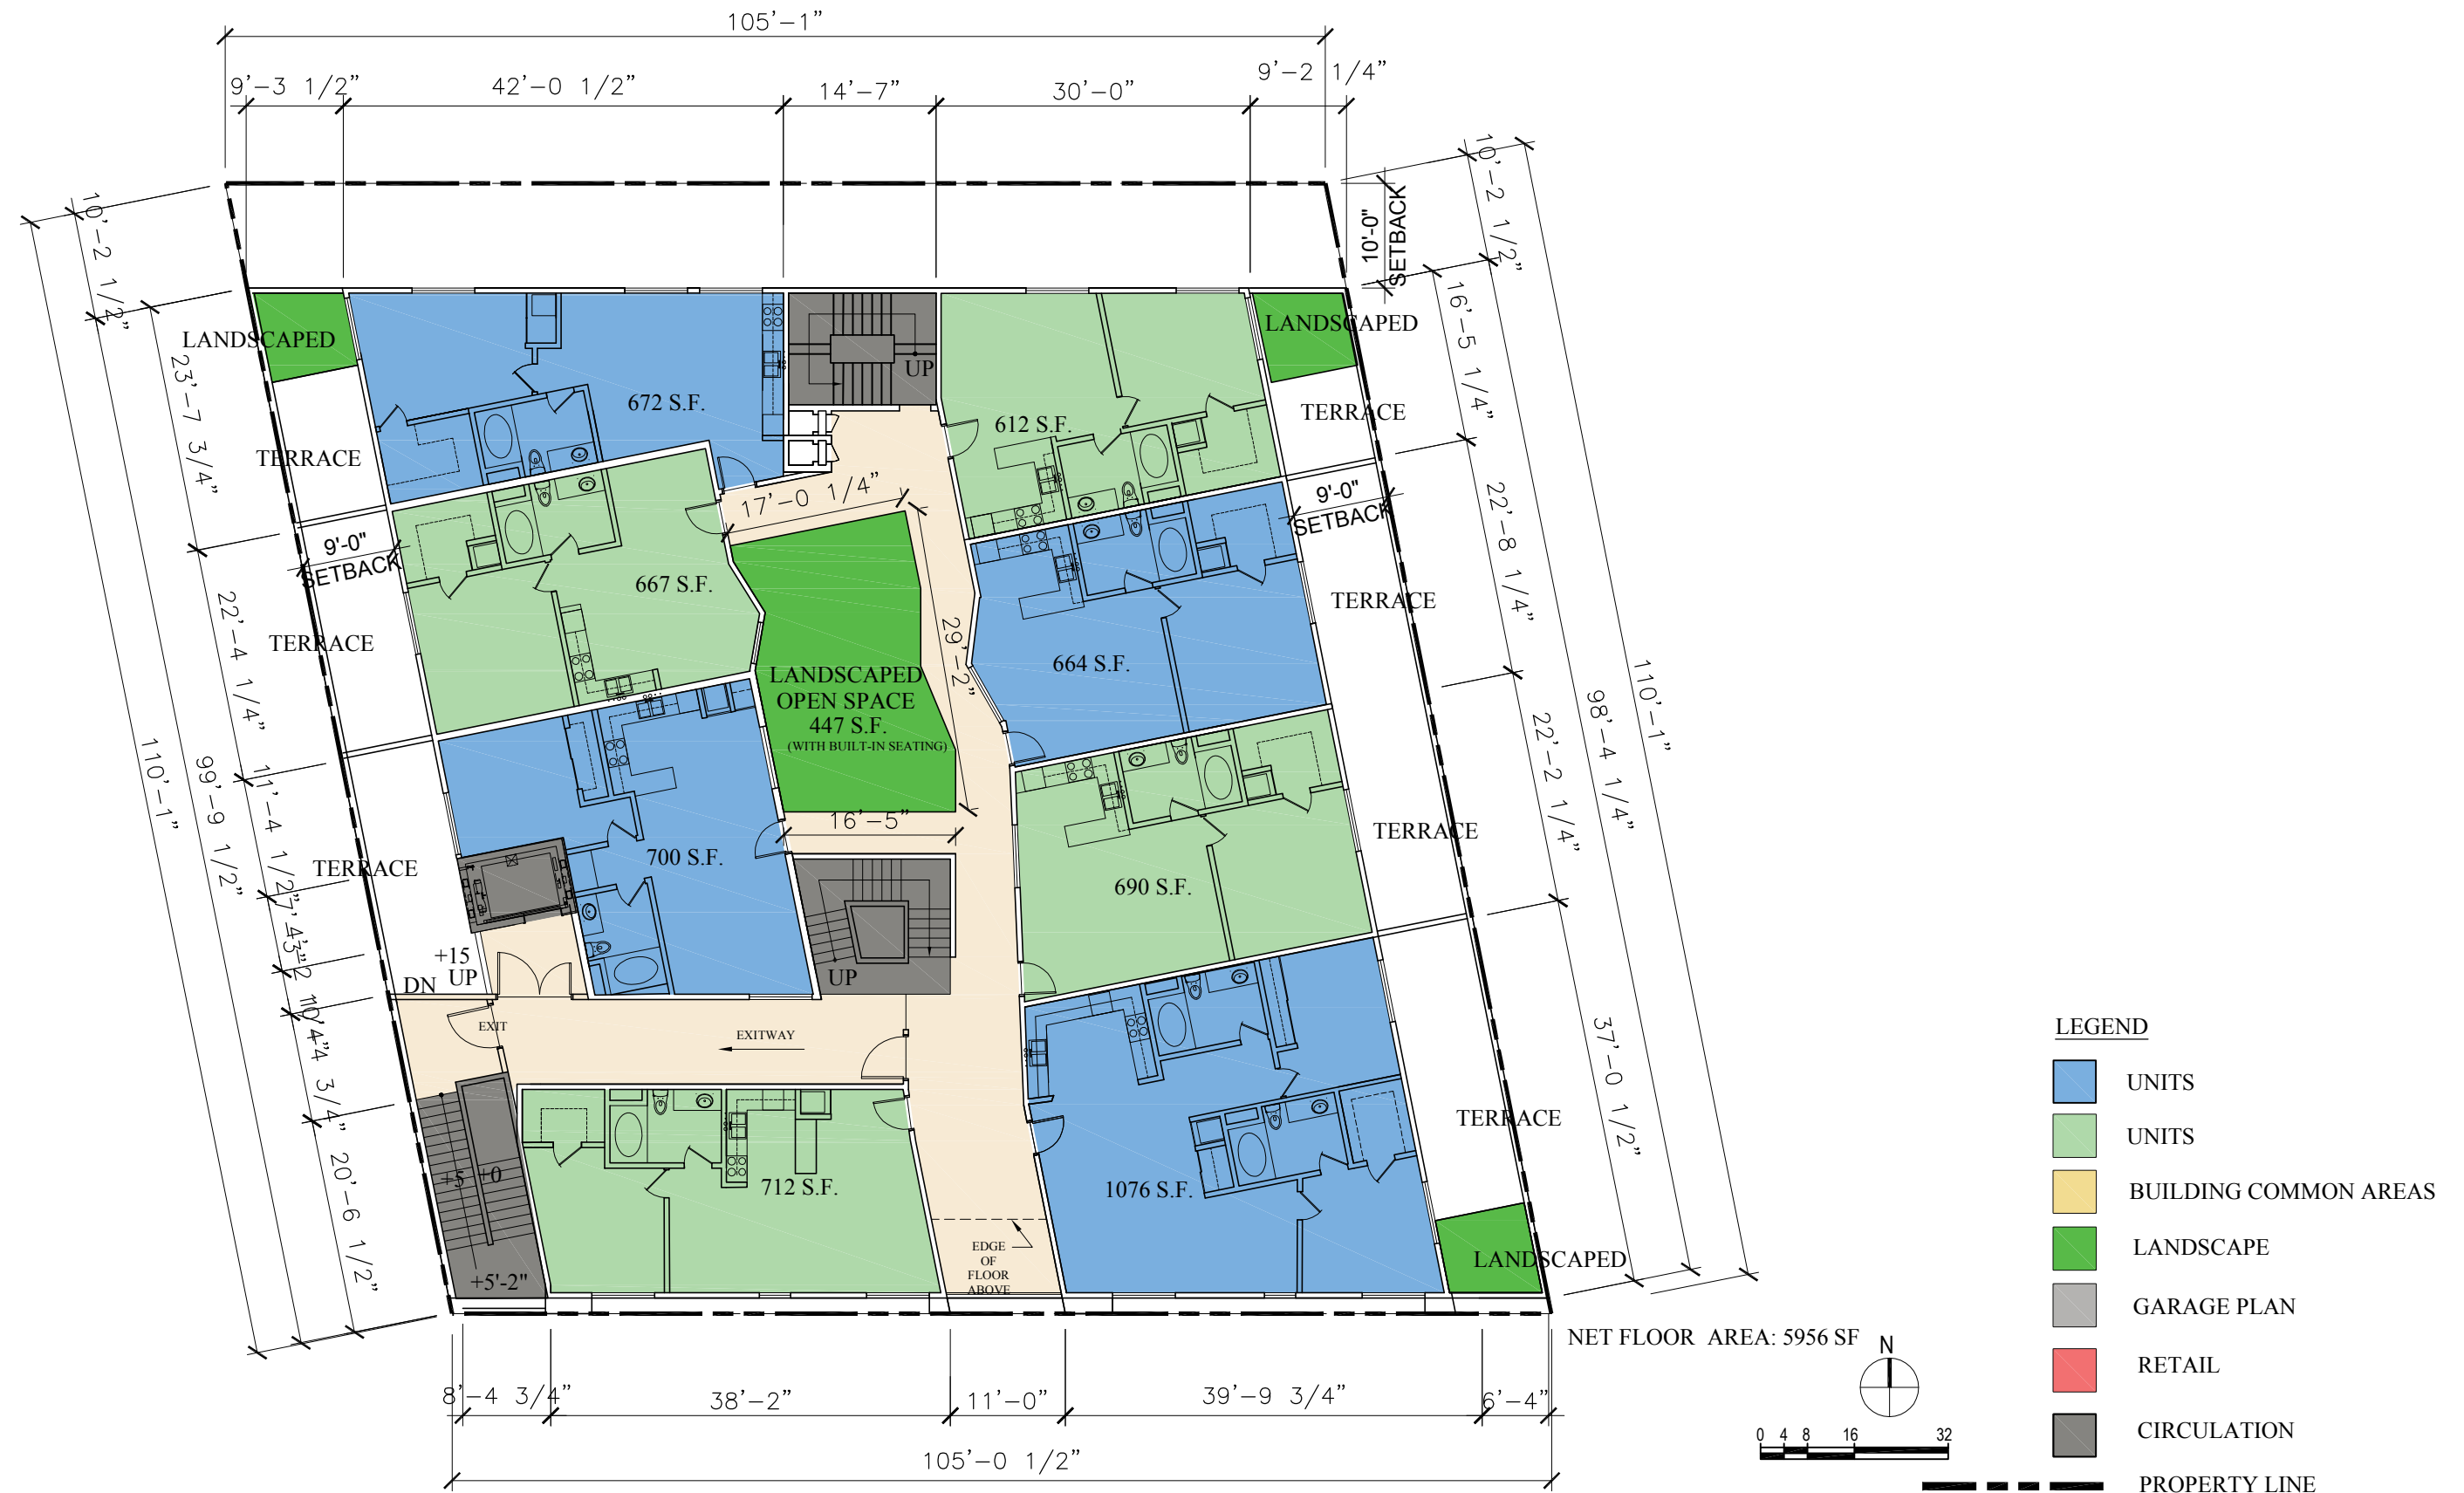 105'-1"
9'-3 1/2"
42'-0 1/2"
14'-7"
30'-0"
9'-2 1/4"
10'-2 1/2"
10'-2 1/2"
10'-0"
SETBACK
LANDSCAPED
LANDSCAPED
UP
16'-5 1/4"
23'-7 3/4"
672 S.F.
612 S.F.
TERRACE
TERRACE
17'-0 1/4"
9'-0"
SETBACK
9'-0"
SETBACK
22'-8 1/4"
667 S.F.
TERRACE
TERRACE
22'-4 1/4"
29'-2"
664 S.F.
LANDSCAPED
OPEN SPACE
447 S.F.
(WITH BUILT-IN SEATING)
110'-1"
98'-4 1/4"
22'-2 1/4"
110'-1"
99'-9 1/2"
11'-4 1/2"
16'-5"
TERRACE
TERRACE
700 S.F.
690 S.F.
+15
UP
DN
UP
EXIT
EXITWAY
37'-0 1/2"
TERRACE
+5
+0
712 S.F.
1076 S.F.
20'-6 1/2"
EDGE
OF
FLOOR
ABOVE
+5'-2"
LANDSCAPED
NET FLOOR AREA: 5956 SF
N
8'-4 3/4"
38'-2"
11'-0"
39'-9 3/4"
6'-4"
105'-0 1/2"
0 4 8 16 32
LEGEND
UNITS
UNITS
BUILDING COMMON AREAS
LANDSCAPE
GARAGE PLAN
RETAIL
CIRCULATION
PROPERTY LINE